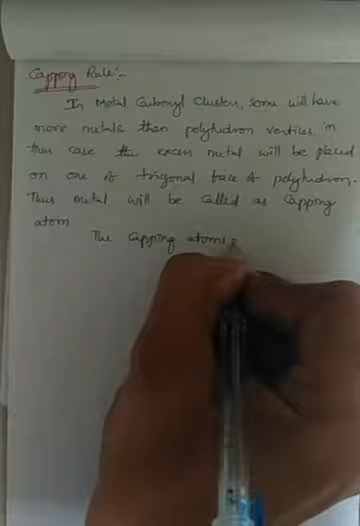 Capping Rule:-
In Metal Carbonyl Clusters, some will have
more metals than polyhedron vertices in
this case the excess metal will be placed
on one of trigonal face of polyhedron.
This metal will be called as Capping
atom
The Capping atoms